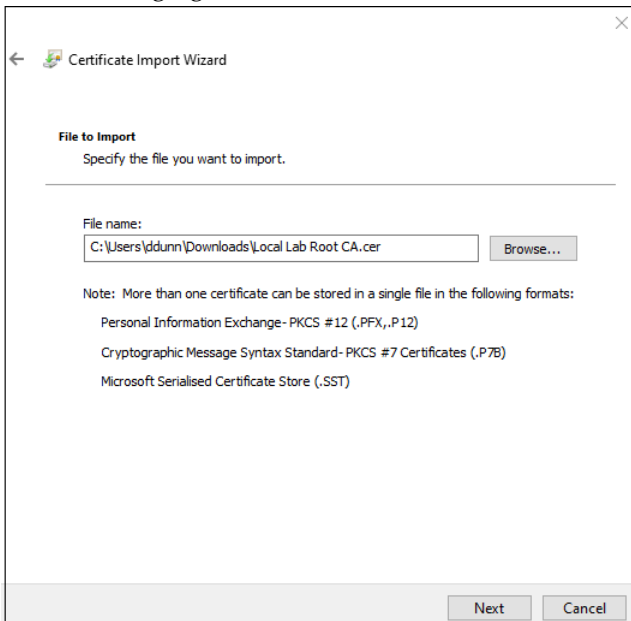 Certificate Import Wizard
File to Import
Specify the file you want to import.
File name:
C:\Users\ddunn\Downloads\Local Lab Root CA.cer
Browse...
Note: More than one certificate can be stored in a single file in the following formats:
Personal Information Exchange- PKCS #12 (.PFX,.P12)
Cryptographic Message Syntax Standard- PKCS #7 Certificates (.P7B)
Microsoft Serialised Certificate Store (.SST)
Next
Cancel